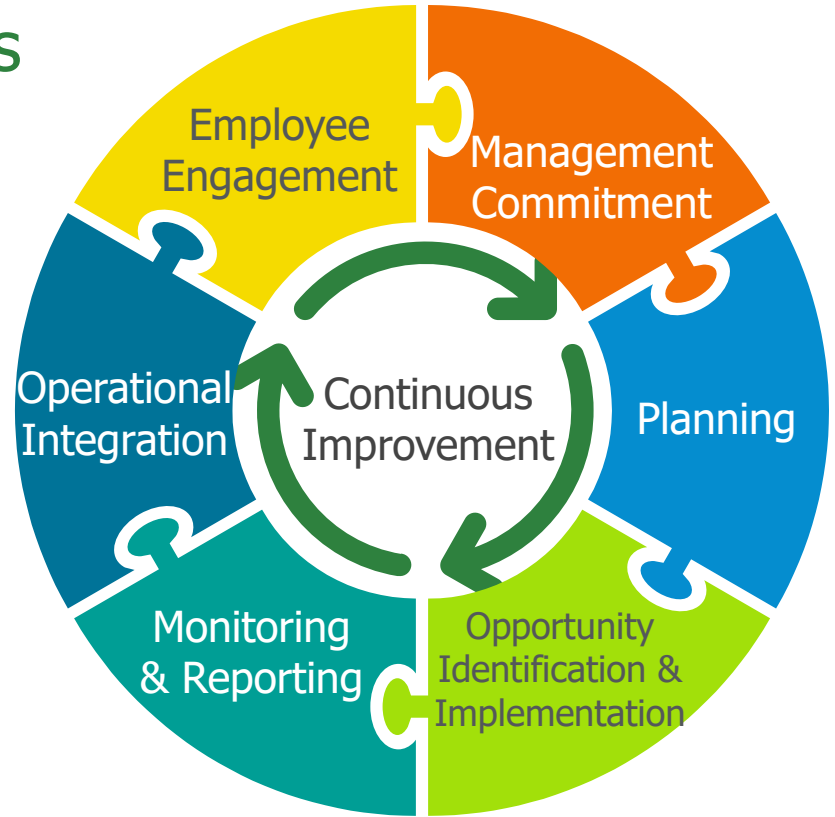 s
Employee
Engagement
Management
Commitment
Operational
Integration
Continuous
Improvement
Planning
Monitoring
& Reporting
Opportunity
Identification &
Implementation